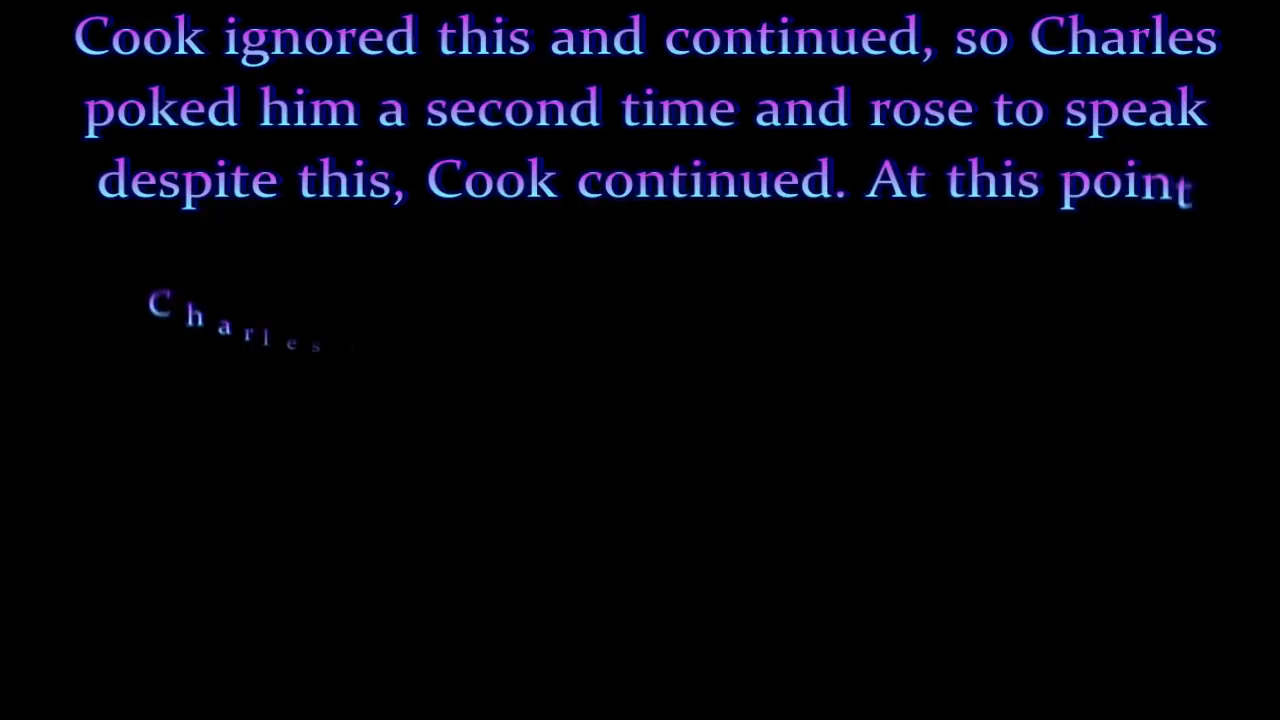 Cook ignored this and continued, so Charles
poked him a second time and rose to speak
despite this, Cook continued. At this point
Charles